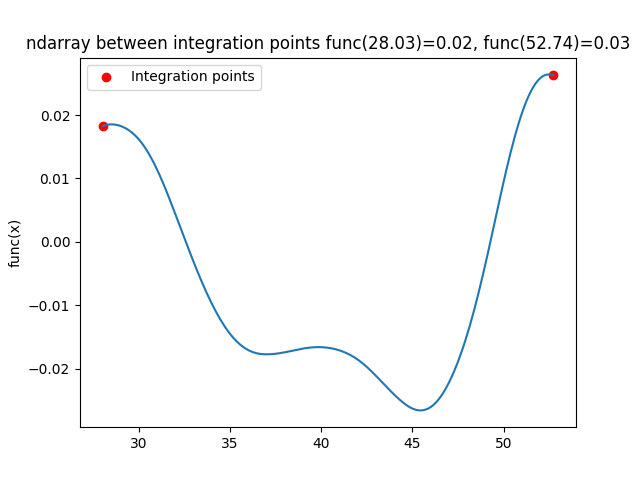 ndarray between integration points func(28.03)=0.02, func(52.74)=0.03
Integration points
func(x)
0.02
0.01
0.00
−0.01
−0.02
30 35 40 45 50